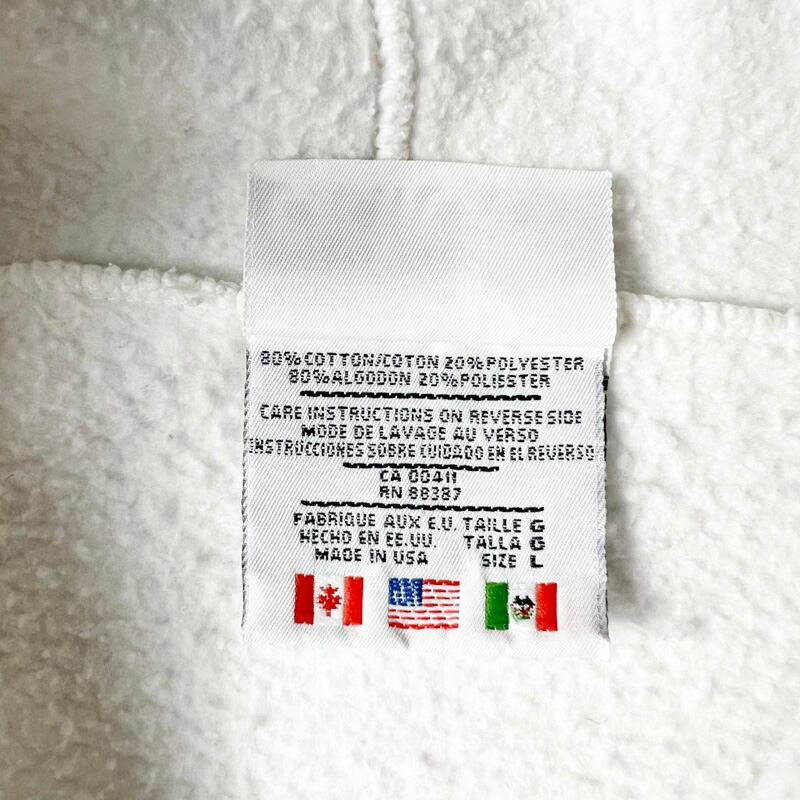 80% COTTON/COTON 20% POLYESTER
80% ALGODON 20% POLIESTER
CARE INSTRUCTIONS ON REVERSE SIDE
MODE DE LAVAGE AU VERSO
INSTRUCCIONES SOBRE CUIDADO EN EL REVERSO
CA 00411
RN 88387
FABRIQUE AUX E.U. TAILLE G
HECHO EN EE.UU. TALLA G
MADE IN USA SIZE L